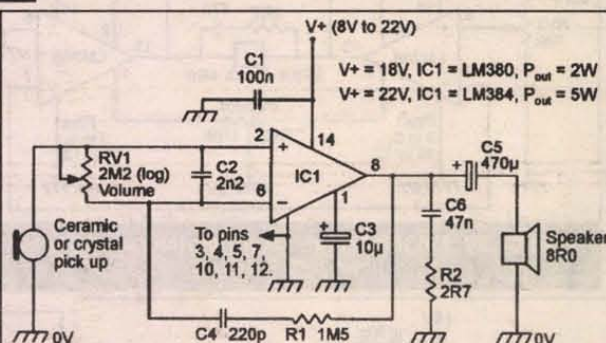 V+ (8V to 22V)
C1
100n
V+ = 18V, IC1 = LM380, Pout = 2W
V+ = 22V, IC1 = LM384, Pout = 5W
2
14
+
RV1
2M2 (log)
Volume
C2
2n2
IC1
8
6
−
1
+
C5
470µ
C6
47n
Ceramic
or crystal
pick up
To pins
3, 4, 5, 7,
10, 11, 12.
+
C3
10µ
Speaker
8R0
R2
2R7
0V
C4
220p
R1
1M5
0V